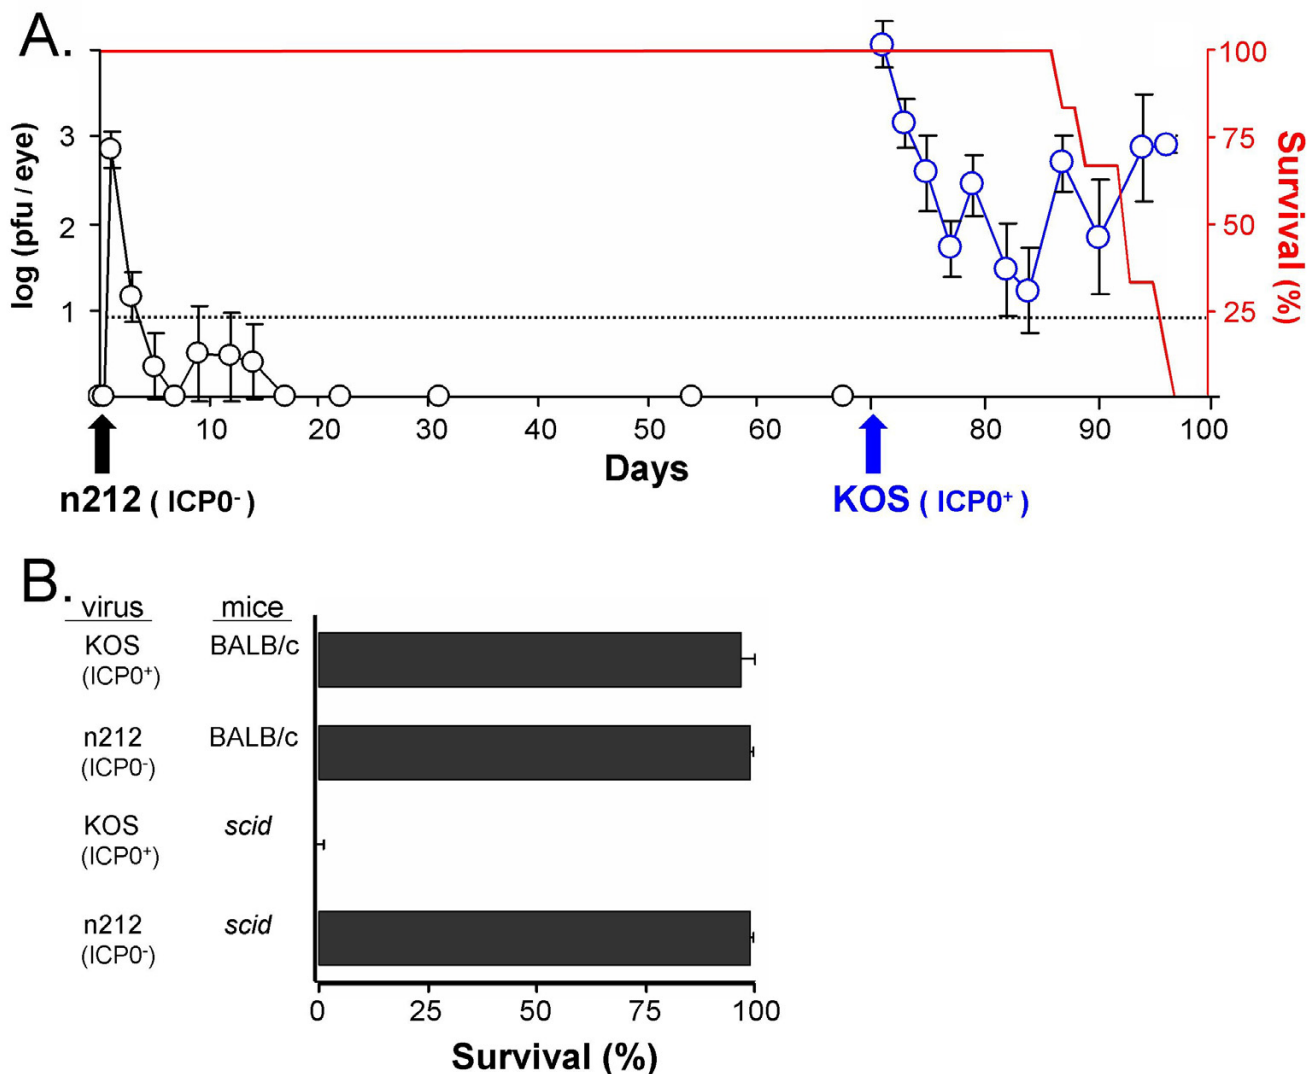 A.
log (pfu / eye)
3
2
1
100
75
50
25
Survival (%)
10 20 30 40 50 60 80 90 100
Days
n212 ( ICP0⁻ )
KOS ( ICP0⁺ )
B.
virus mice
KOS BALB/c
(ICP0⁺)
n212 BALB/c
(ICP0⁻)
KOS scid
(ICP0⁺)
n212 scid
(ICP0⁻)
0 25 50 75 100
Survival (%)